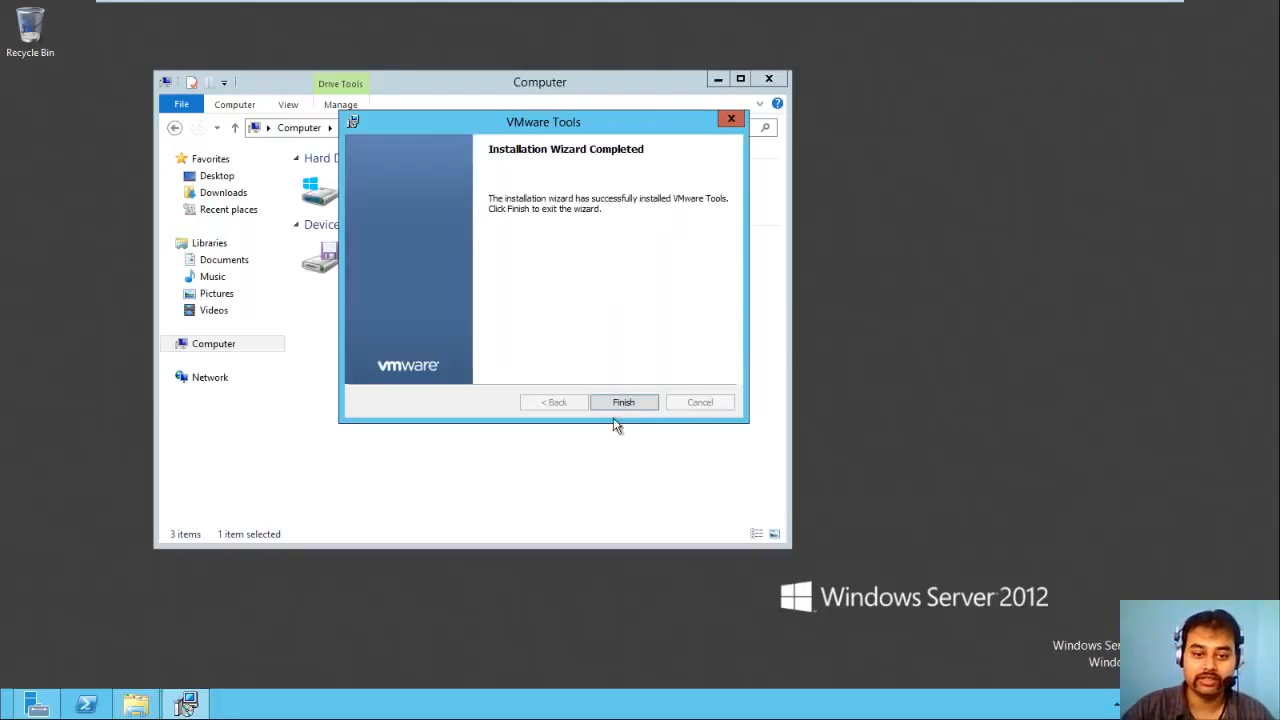 Recycle Bin
Drive Tools
Computer
File
Computer
View
Manage
Computer
VMware Tools
Favorites
Desktop
Downloads
Recent places
Libraries
Documents
Music
Pictures
Videos
Computer
Network
Hard D
Device
Installation Wizard Completed
The installation wizard has successfully installed VMware Tools.
Click Finish to exit the wizard.
vmware
< Back
Finish
Cancel
3 items
1 item selected
Windows Server 2012
Windows Ser
Windo